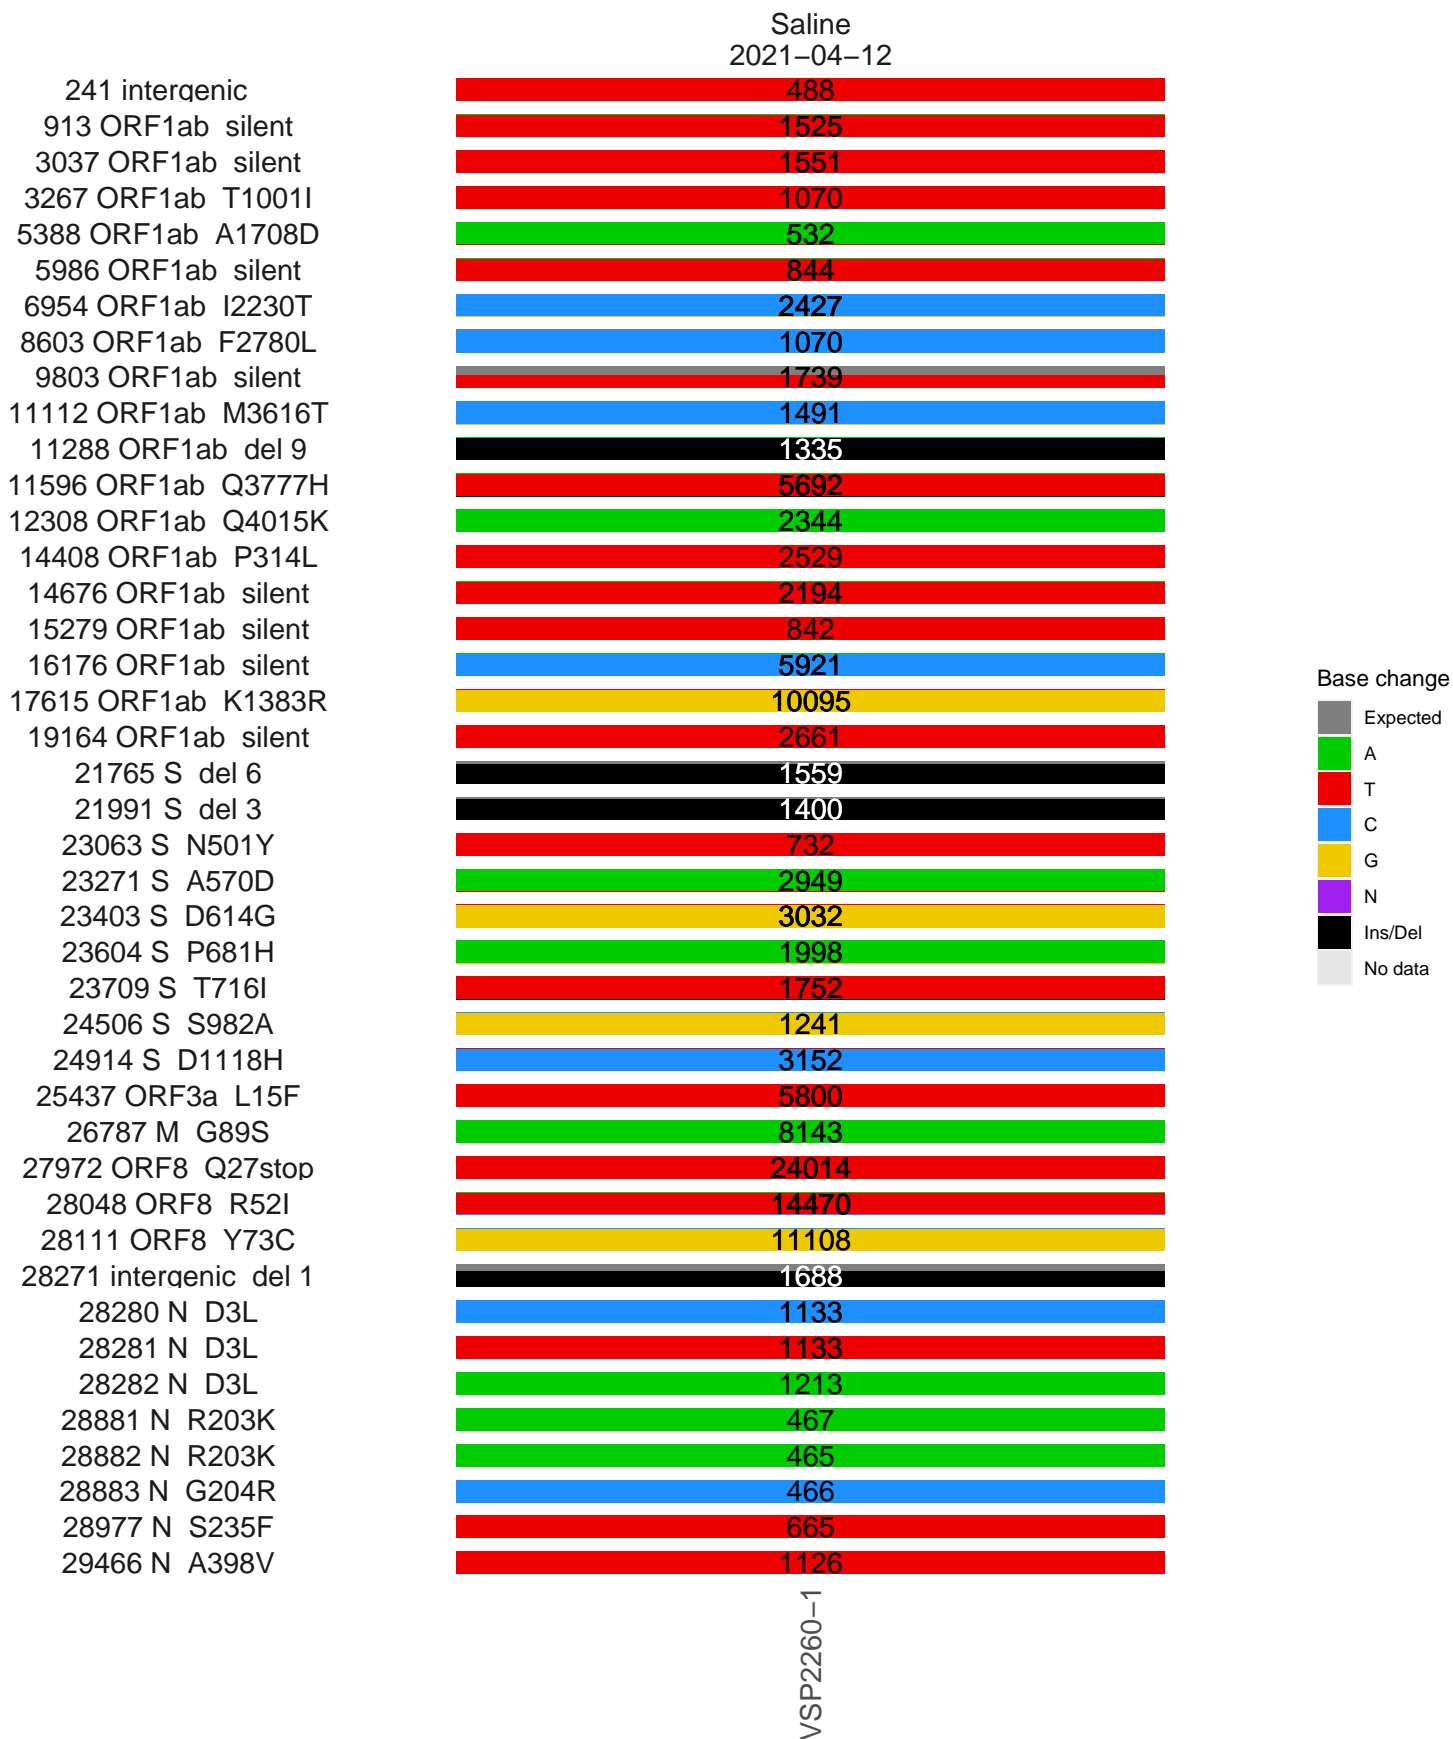 Saline
2021−04−12
241 intergenic 488
913 ORF1ab silent 1525
3037 ORF1ab silent 1551
3267 ORF1ab T1001I 1070
5388 ORF1ab A1708D 532
5986 ORF1ab silent 844
6954 ORF1ab I2230T 2427
8603 ORF1ab F2780L 1070
9803 ORF1ab silent 1739
11112 ORF1ab M3616T 1491
11288 ORF1ab del 9 1335
11596 ORF1ab Q3777H 5692
12308 ORF1ab Q4015K 2344
14408 ORF1ab P314L 2529
14676 ORF1ab silent 2194
15279 ORF1ab silent 842
16176 ORF1ab silent 5921
17615 ORF1ab K1383R 10095
19164 ORF1ab silent 2661
21765 S del 6 1559
21991 S del 3 1400
23063 S N501Y 732
23271 S A570D 2949
23403 S D614G 3032
23604 S P681H 1998
23709 S T716I 1752
24506 S S982A 1241
24914 S D1118H 3152
25437 ORF3a L15F 5800
26787 M G89S 8143
27972 ORF8 Q27stop 24014
28048 ORF8 R52I 14470
28111 ORF8 Y73C 11108
28271 intergenic del 1 1688
28280 N D3L 1133
28281 N D3L 1133
28282 N D3L 1213
28881 N R203K 467
28882 N R203K 465
28883 N G204R 466
28977 N S235F 665
29466 N A398V 1126
VSP2260−1
Base change
Expected
A
T
C
G
N
Ins/Del
No data